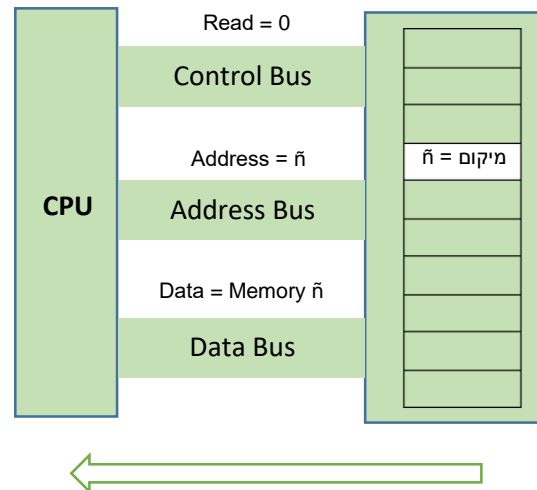 Read = 0
Control Bus
Address = ñ
מיקום = ñ
CPU
Address Bus
Data = Memory ñ
Data Bus